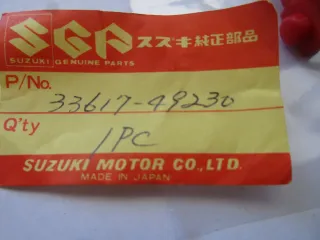 SGP スズキ純正部品
SUZUKI GENUINE PARTS
P/No. 33617-49230
Q'ty 1PC
SUZUKI MOTOR CO., LTD.
MADE IN JAPAN